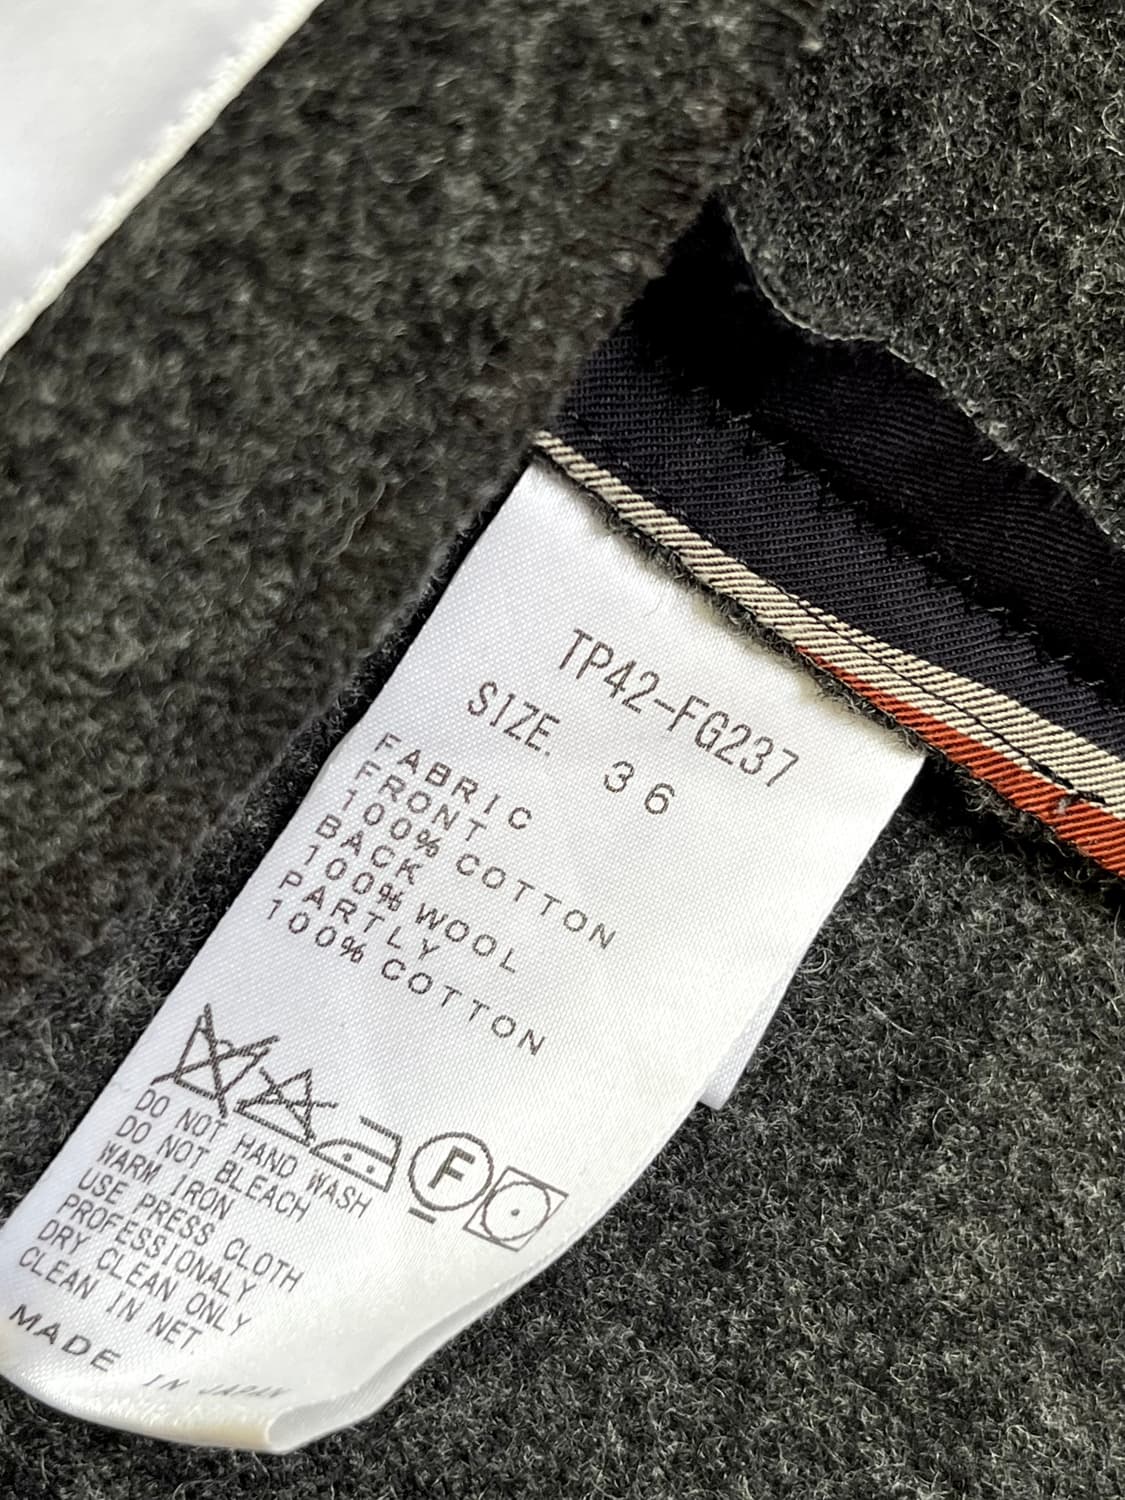 TP42-FG237
SIZE. 36
FABRIC
FRONT
100% COTTON
BACK
100% WOOL
PARTLY
100% COTTON
F
DO NOT HAND WASH
DO NOT BLEACH
WARM IRON
USE PRESS CLOTH
PROFESSIONALY
DRY CLEAN ONLY
CLEAN IN NET.
MADE IN JAPAN